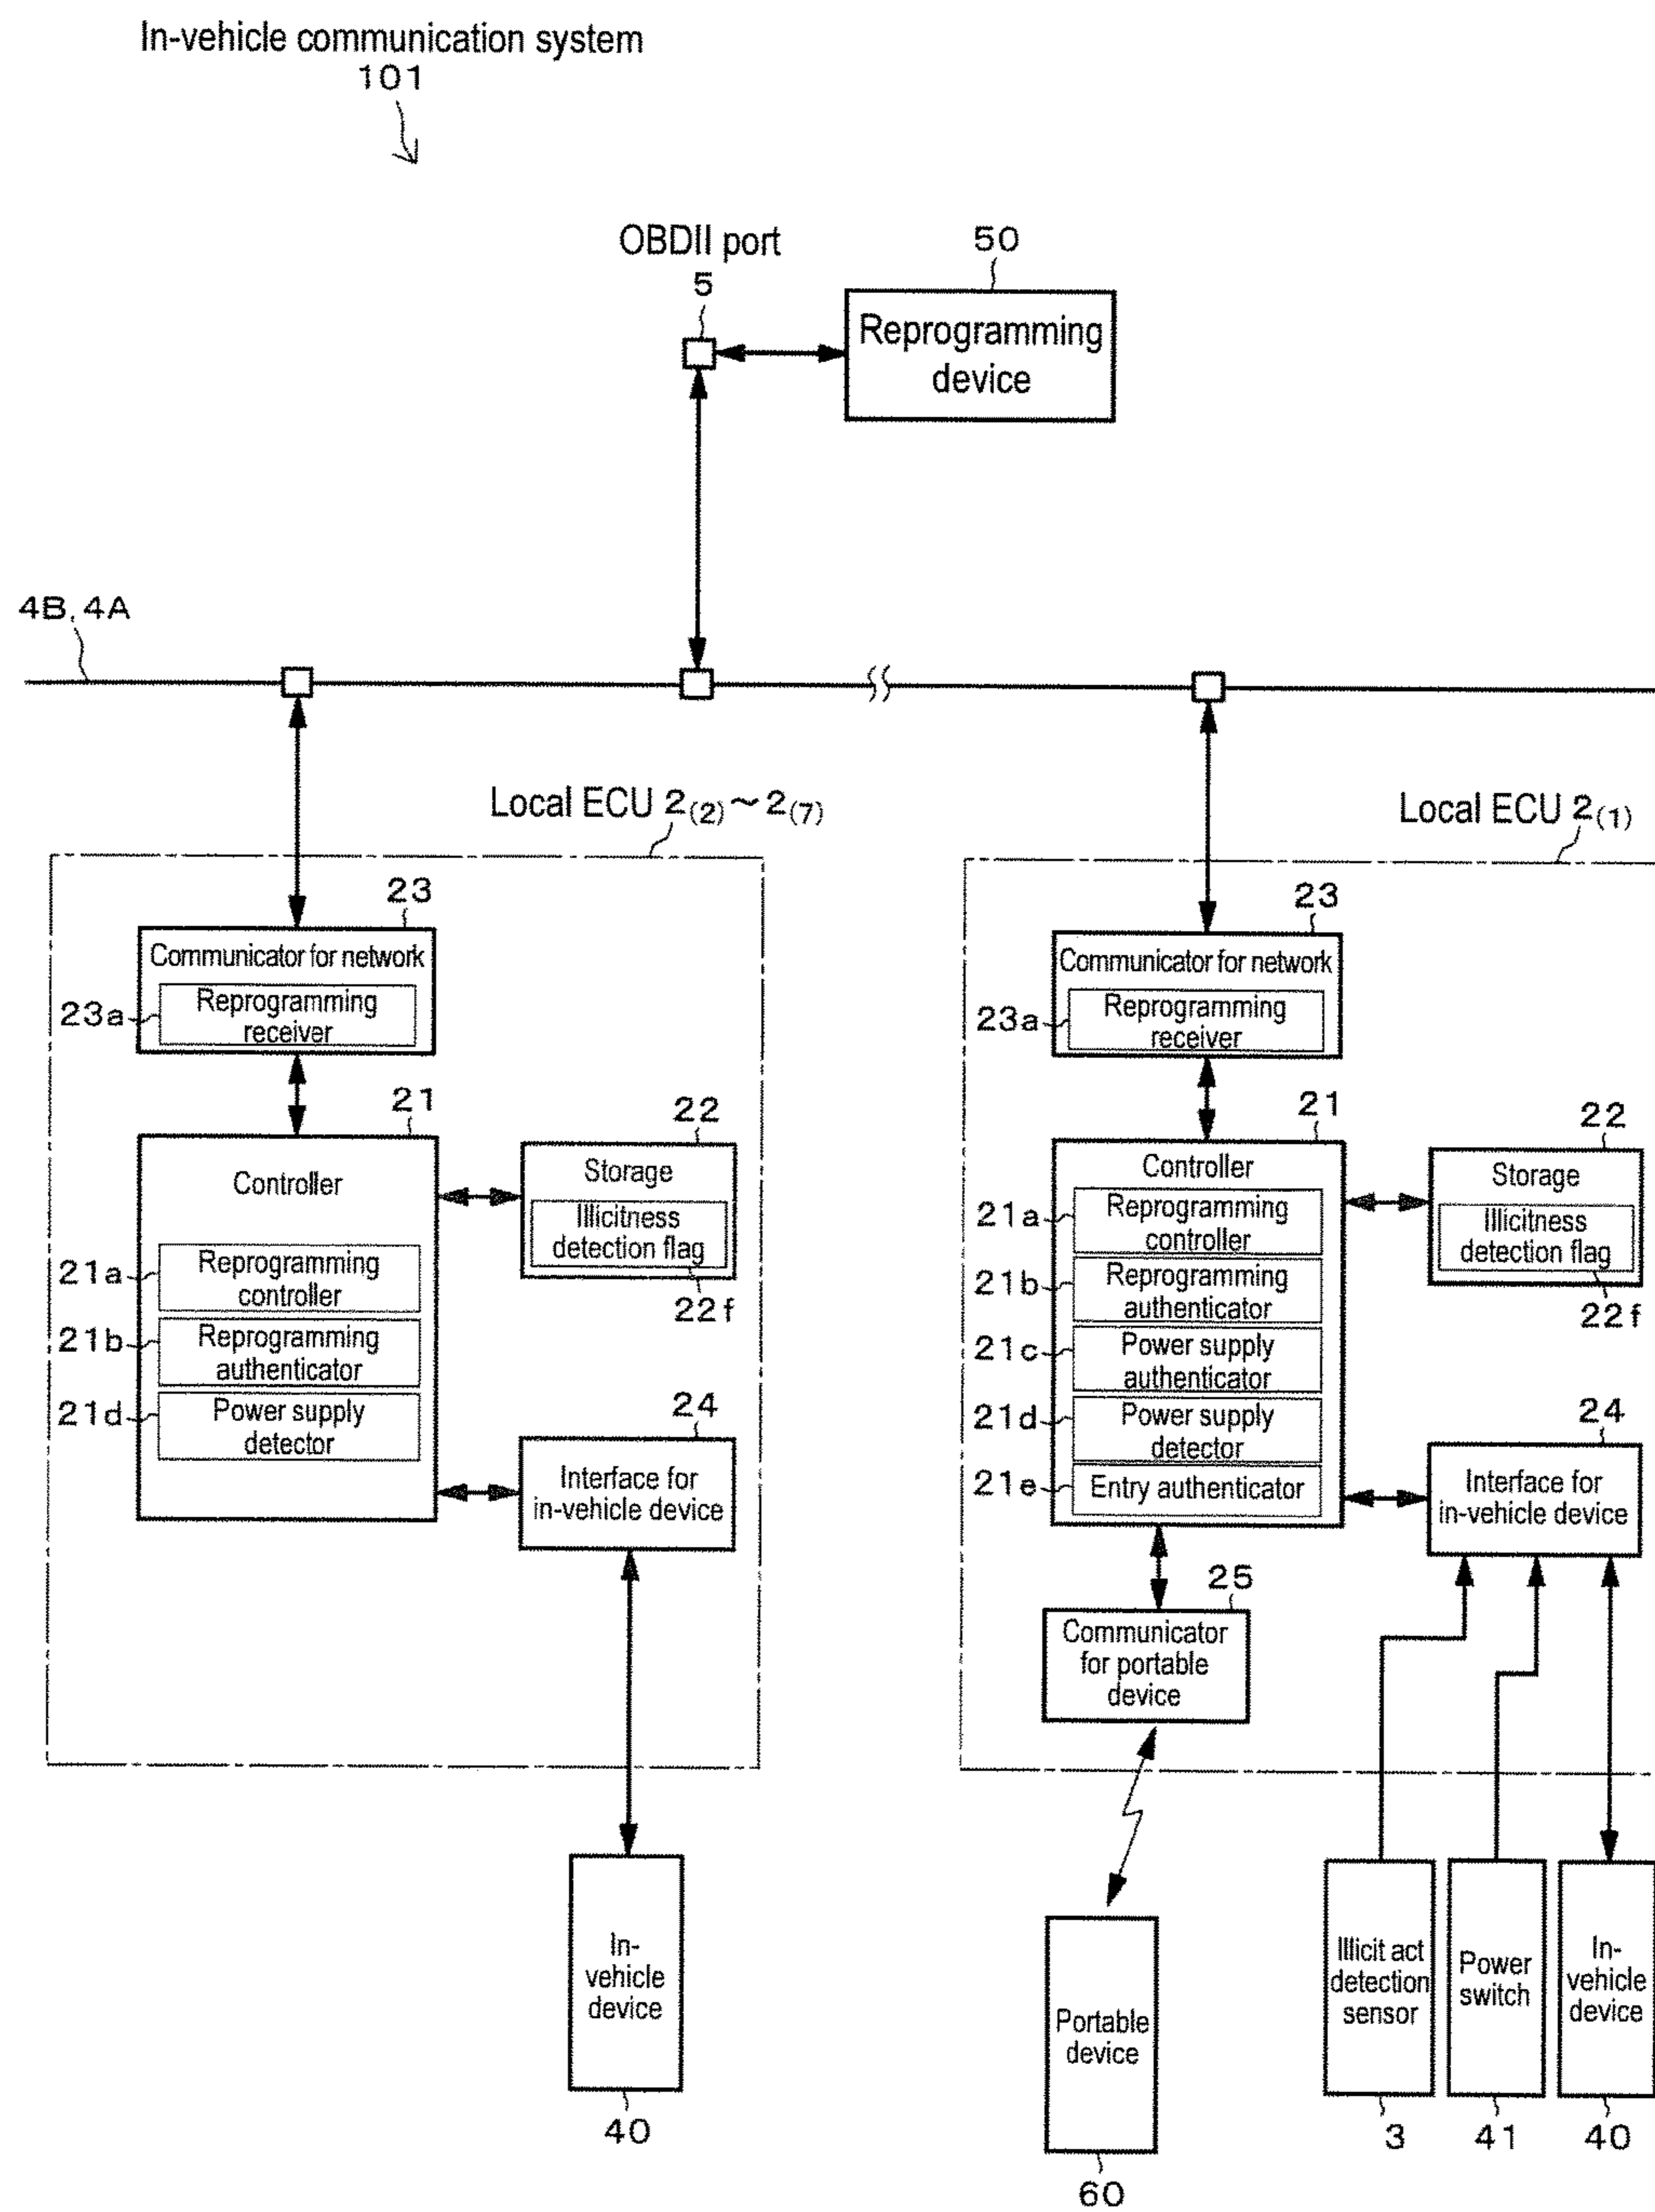 In-vehicle communication system
101
OBDII port
5
50
Reprogramming
device
4B, 4A
Local ECU 2(2)~2(7)
23
Communicator for network
23a
Reprogramming
receiver
21
Controller
21a
Reprogramming
controller
21b
Reprogramming
authenticator
21d
Power supply
detector
22
Storage
Illicitness
detection flag
22f
24
Interface for
in-vehicle device
In-
vehicle
device
40
Local ECU 2(1)
23
Communicator for network
23a
Reprogramming
receiver
21
Controller
21a
Reprogramming
controller
21b
Reprogramming
authenticator
21c
Power supply
authenticator
21d
Power supply
detector
21e
Entry authenticator
22
Storage
Illicitness
detection flag
22f
24
Interface for
in-vehicle device
25
Communicator
for portable
device
Portable
device
60
Illicit act
detection
sensor
3
Power
switch
41
In-
vehicle
device
40